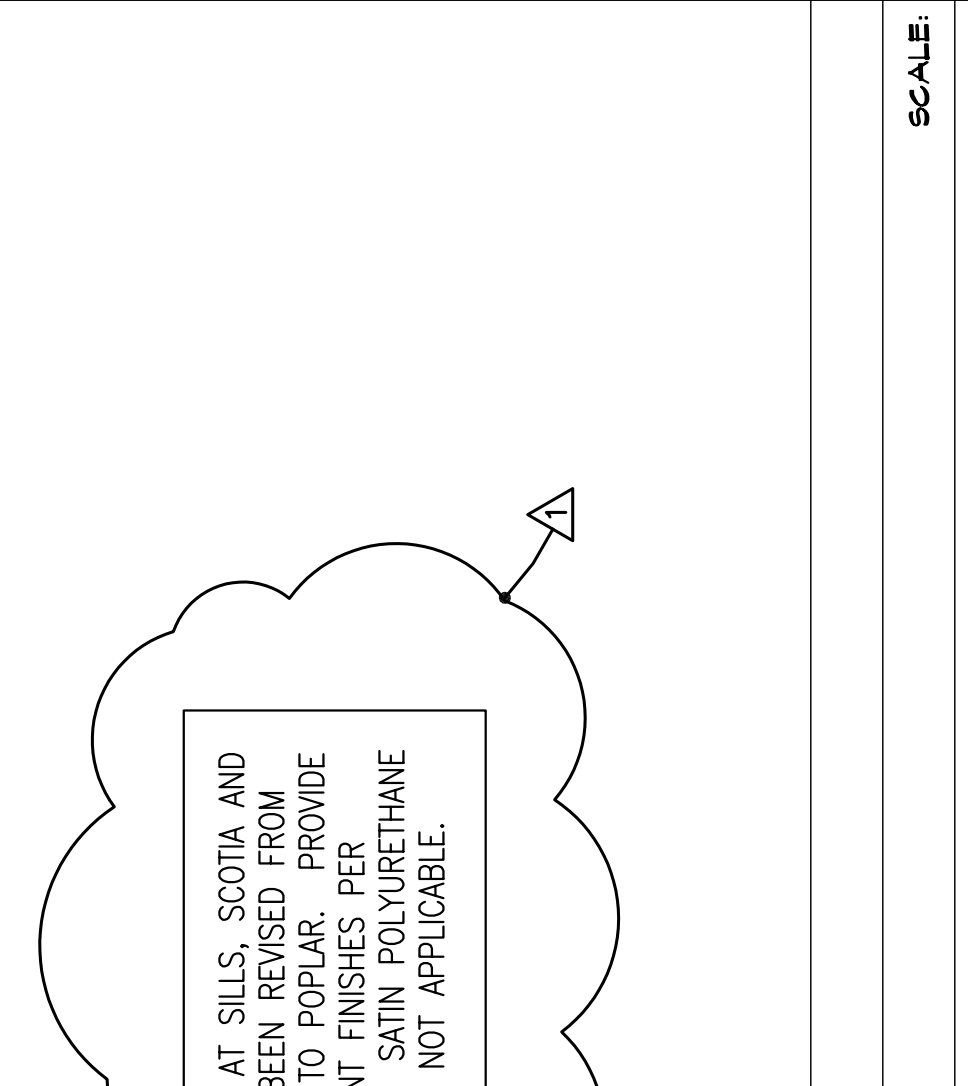 AT SILLS, SCOTIA AND
BEEN REVISED FROM
TO POPLAR. PROVIDE
FINISHES PER
SATIN POLYURETHANE
NOT APPLICABLE.
1
SCALE: